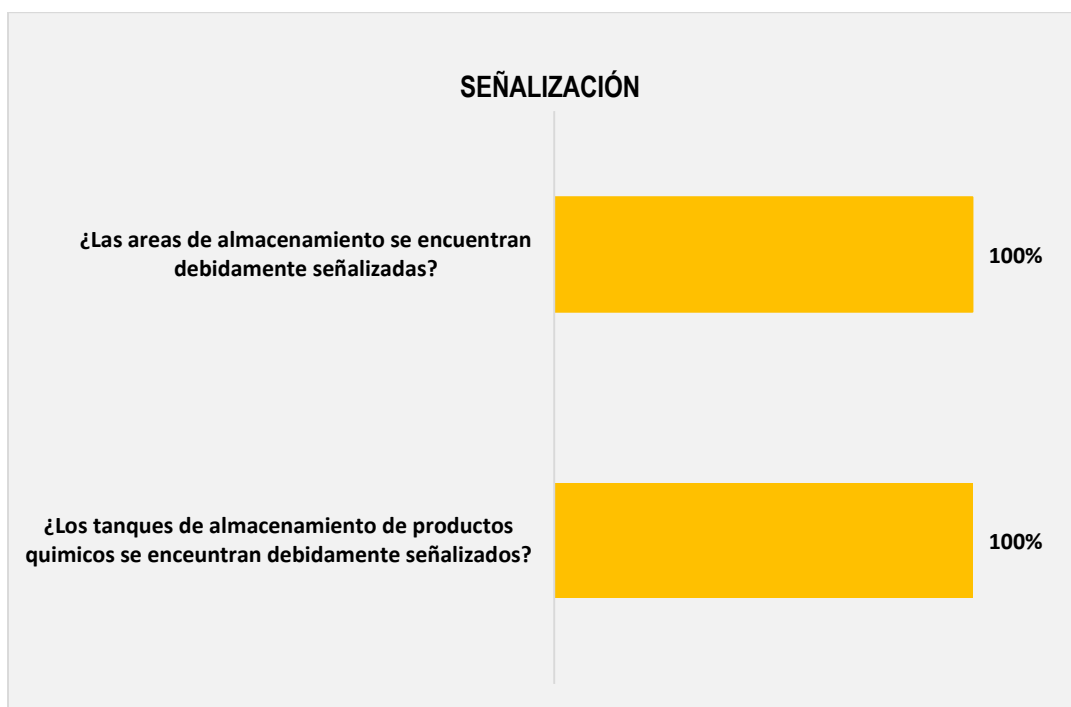 SEÑALIZACIÓN
¿Las areas de almacenamiento se encuentran
debidamente señalizadas?
100%
¿Los tanques de almacenamiento de productos
quimicos se enceuntran debidamente señalizados?
100%